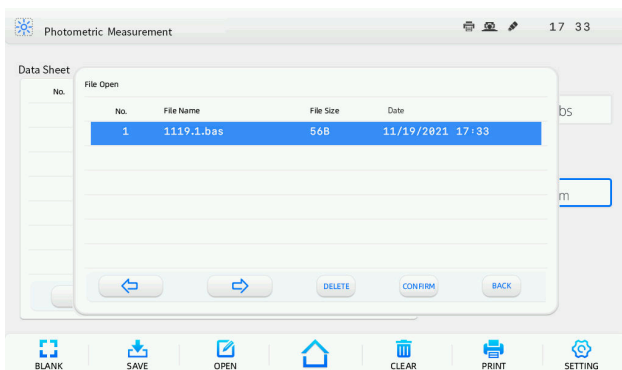 Photometric Measurement 17 33
Data Sheet
No.
File Open
No. File Name File Size Date
1 1119.1.bas 56B 11/19/2021 17:33
bs
m
DELETE CONFIRM BACK
BLANK SAVE OPEN CLEAR PRINT SETTING